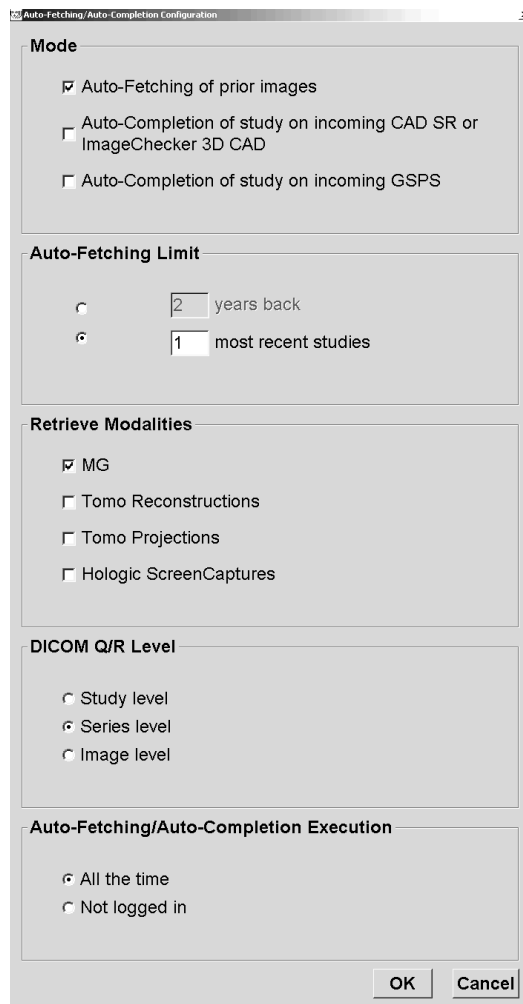 Auto-Fetching/Auto-Completion Configuration
Mode
Auto-Fetching of prior images
Auto-Completion of study on incoming CAD SR or
ImageChecker 3D CAD
Auto-Completion of study on incoming GSPS
Auto-Fetching Limit
2 years back
1 most recent studies
Retrieve Modalities
MG
Tomo Reconstructions
Tomo Projections
Hologic ScreenCaptures
DICOM Q/R Level
Study level
Series level
Image level
Auto-Fetching/Auto-Completion Execution
All the time
Not logged in
OK Cancel